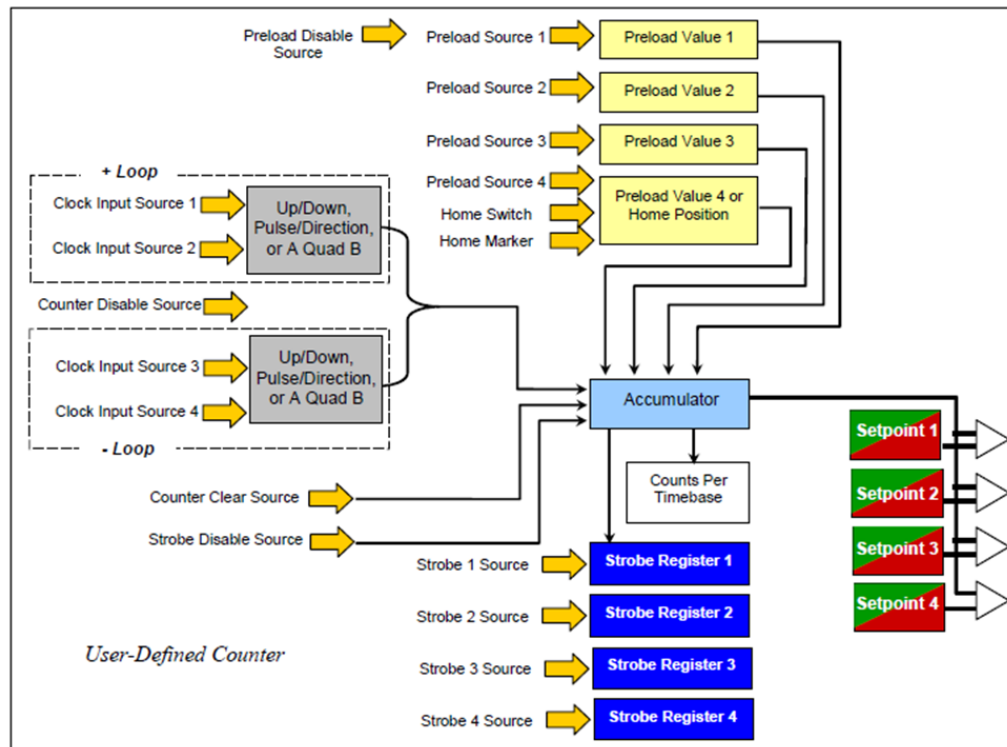 Preload Disable
Source
Preload Source 1
Preload Value 1
Preload Source 2
Preload Value 2
Preload Source 3
Preload Value 3
Preload Source 4
Home Switch
Home Marker
Preload Value 4 or
Home Position
+ Loop
Clock Input Source 1
Clock Input Source 2
Up/Down,
Pulse/Direction,
or A Quad B
Counter Disable Source
Clock Input Source 3
Clock Input Source 4
Up/Down,
Pulse/Direction,
or A Quad B
- Loop
Accumulator
Counts Per
Timebase
Counter Clear Source
Strobe Disable Source
Setpoint 1
Setpoint 2
Setpoint 3
Setpoint 4
Strobe 1 Source
Strobe Register 1
Strobe 2 Source
Strobe Register 2
Strobe 3 Source
Strobe Register 3
Strobe 4 Source
Strobe Register 4
User-Defined Counter